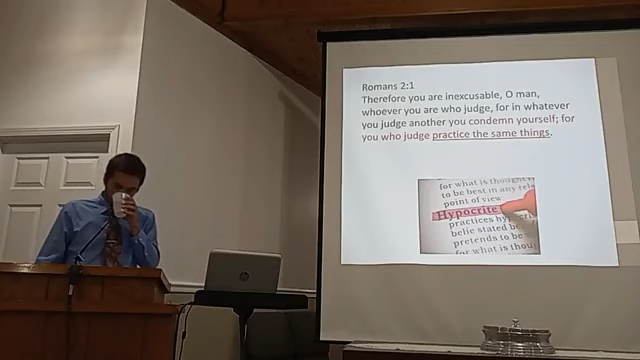 Romans 2:1
Therefore you are inexcusable, O man,
whoever you are who judge, for in whatever
you judge another you condemn yourself; for
you who judge practice the same things.
for what is thought
to be best in any
point of view
Hypocrite
practices
belie stated
pretends to be
for what is thou
hp